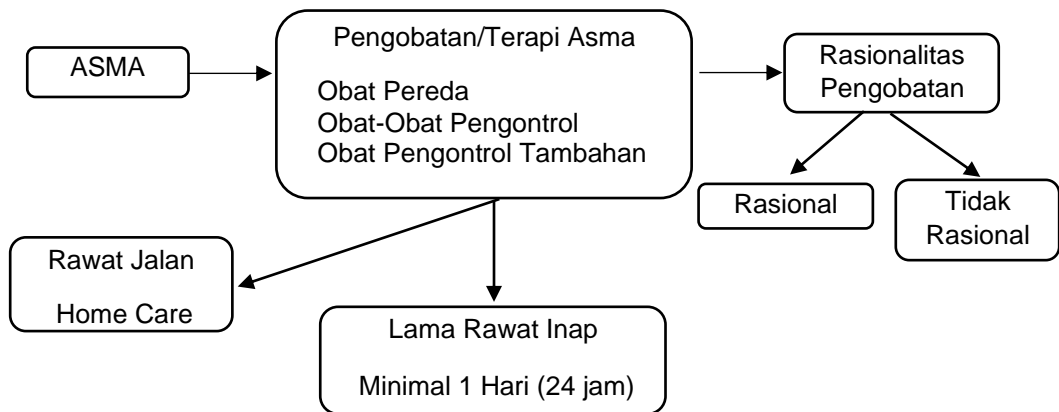 ASMA
Pengobatan/Terapi Asma
Obat Pereda
Obat-Obat Pengontrol
Obat Pengontrol Tambahan
Rasionalitas
Pengobatan
Rasional
Tidak
Rasional
Rawat Jalan
Home Care
Lama Rawat Inap
Minimal 1 Hari (24 jam)